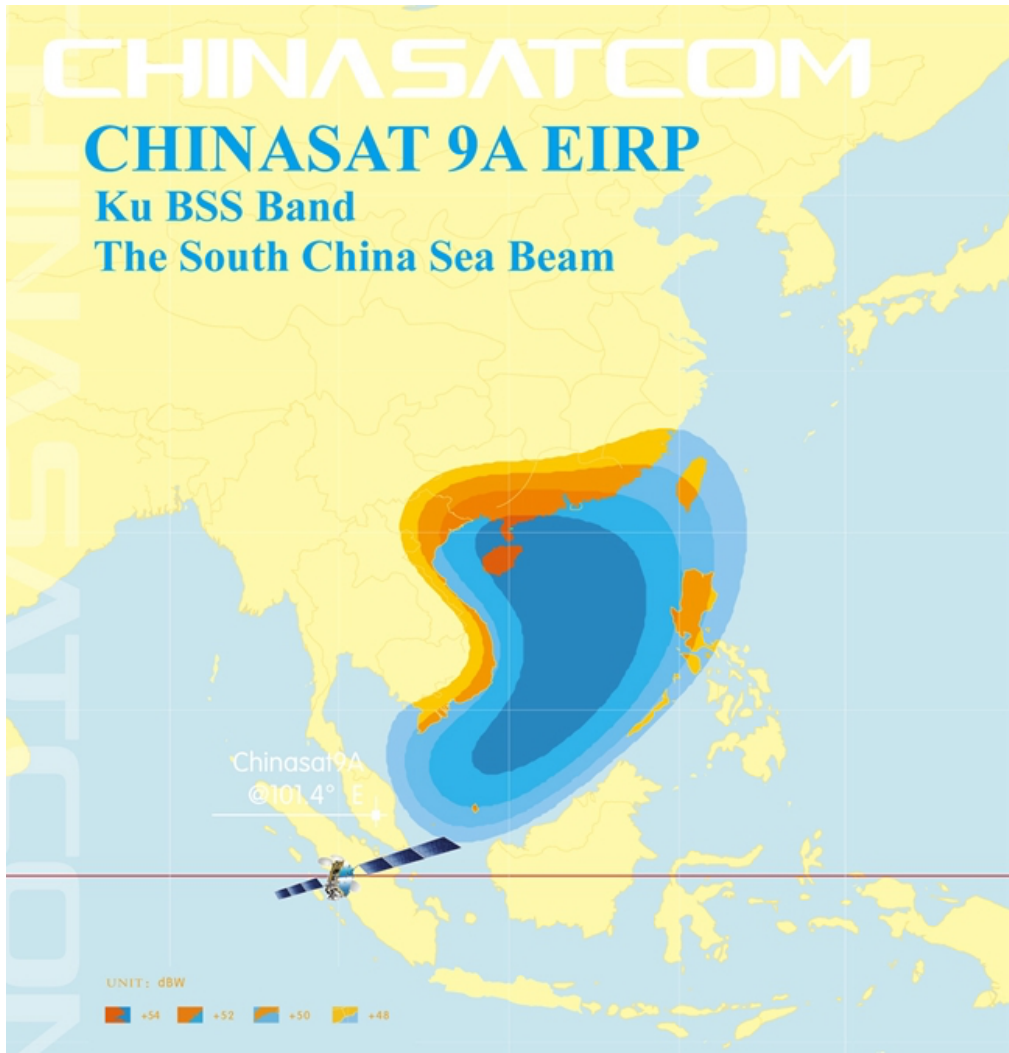 CHINASATCOM
CHINASAT 9A EIRP
Ku BSS Band
The South China Sea Beam
Chinasat9A
@101.4° E
UNIT: dBW
+54 +52 +50 +48
CHINASATCOM